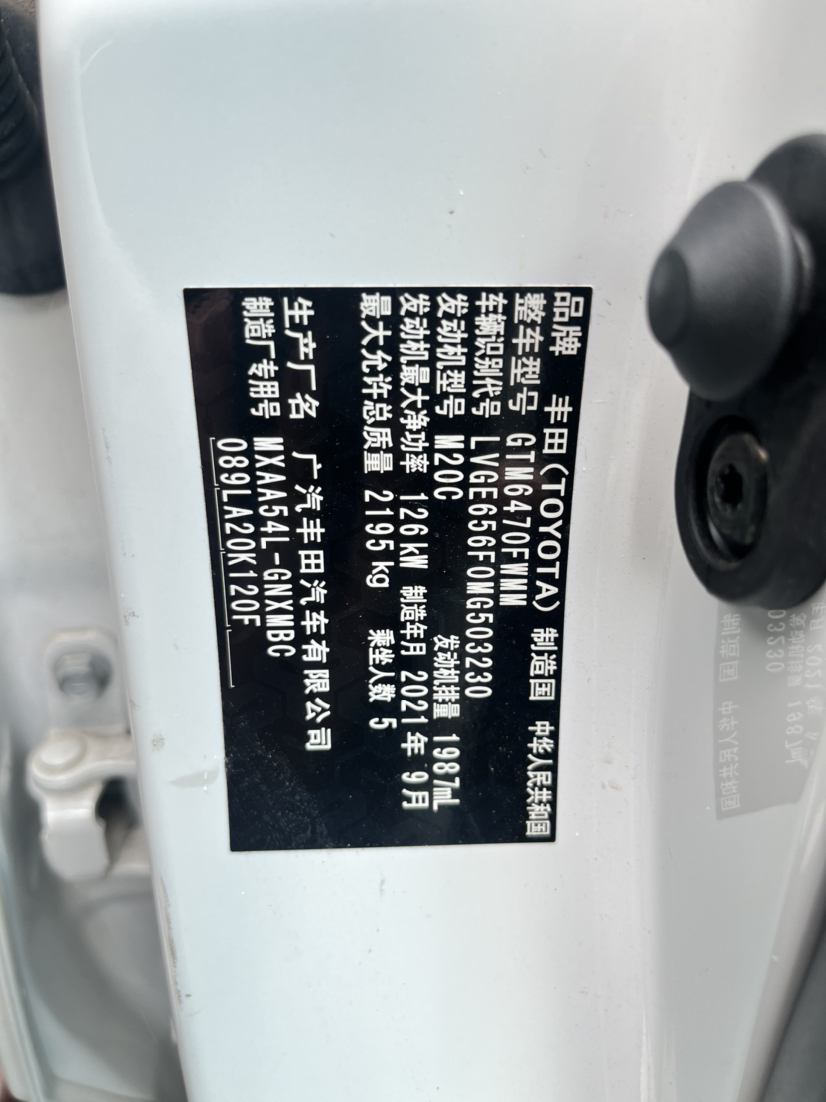 品牌 丰田(TOYOTA) 制造国 中华人民共和国
整车型号 GTM6470FWMM
车辆识别代号 LVGE656F0MG503230
发动机型号 M20C 发动机排量 1987mL
发动机最大净功率 126kW 制造年月 2021年 9月
最大允许总质量 2195kg 乘坐人数 5
生产厂名 广汽丰田汽车有限公司
制造厂专用号 MXAA54L-GNXMBC
089LA20K120F